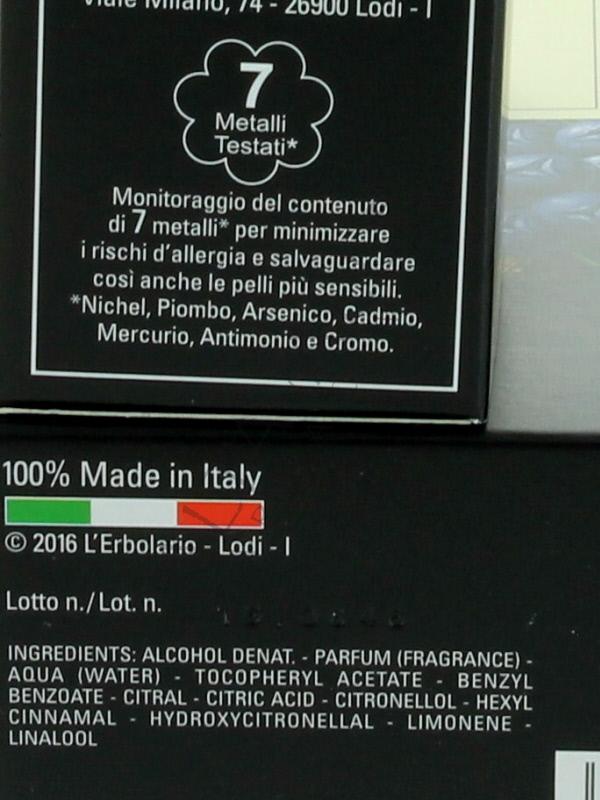 Viale Milano, 74 - 26900 Lodi - I
7
Metalli
Testati*
Monitoraggio del contenuto
di 7 metalli* per minimizzare
i rischi d'allergia e salvaguardare
così anche le pelli più sensibili.
*Nichel, Piombo, Arsenico, Cadmio,
Mercurio, Antimonio e Cromo.
100% Made in Italy
© 2016 L'Erbolario - Lodi - I
Lotto n./Lot. n.
INGREDIENTS: ALCOHOL DENAT. - PARFUM (FRAGRANCE) -
AQUA (WATER) - TOCOPHERYL ACETATE - BENZYL
BENZOATE - CITRAL - CITRIC ACID - CITRONELLOL - HEXYL
CINNAMAL - HYDROXYCITRONELLAL - LIMONENE -
LINALOOL